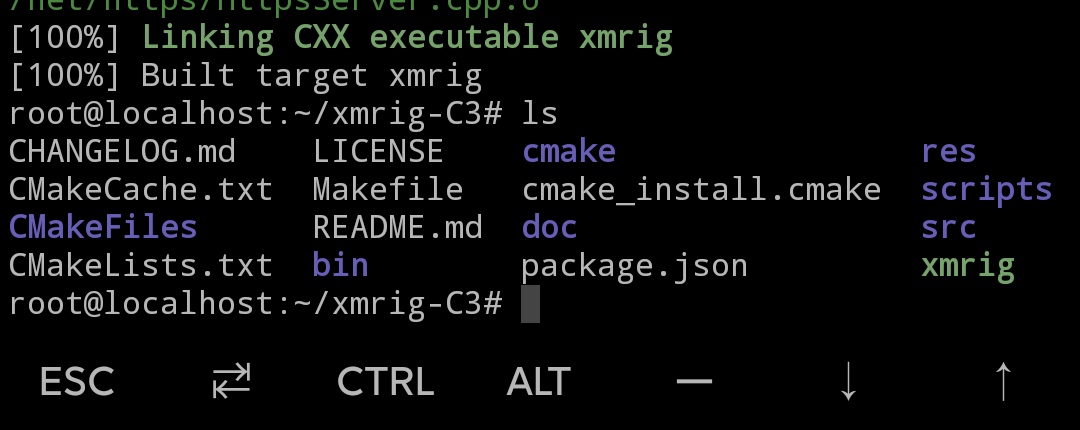 /net/https/HttpsServer.cpp.o
[100%] Linking CXX executable xmrig
[100%] Built target xmrig
root@localhost:~/xmrig-C3# ls
CHANGELOG.md LICENSE cmake res
CMakeCache.txt Makefile cmake_install.cmake scripts
CMakeFiles README.md doc src
CMakeLists.txt bin package.json xmrig
root@localhost:~/xmrig-C3#
ESC ⇄ CTRL ALT — ↓ ↑